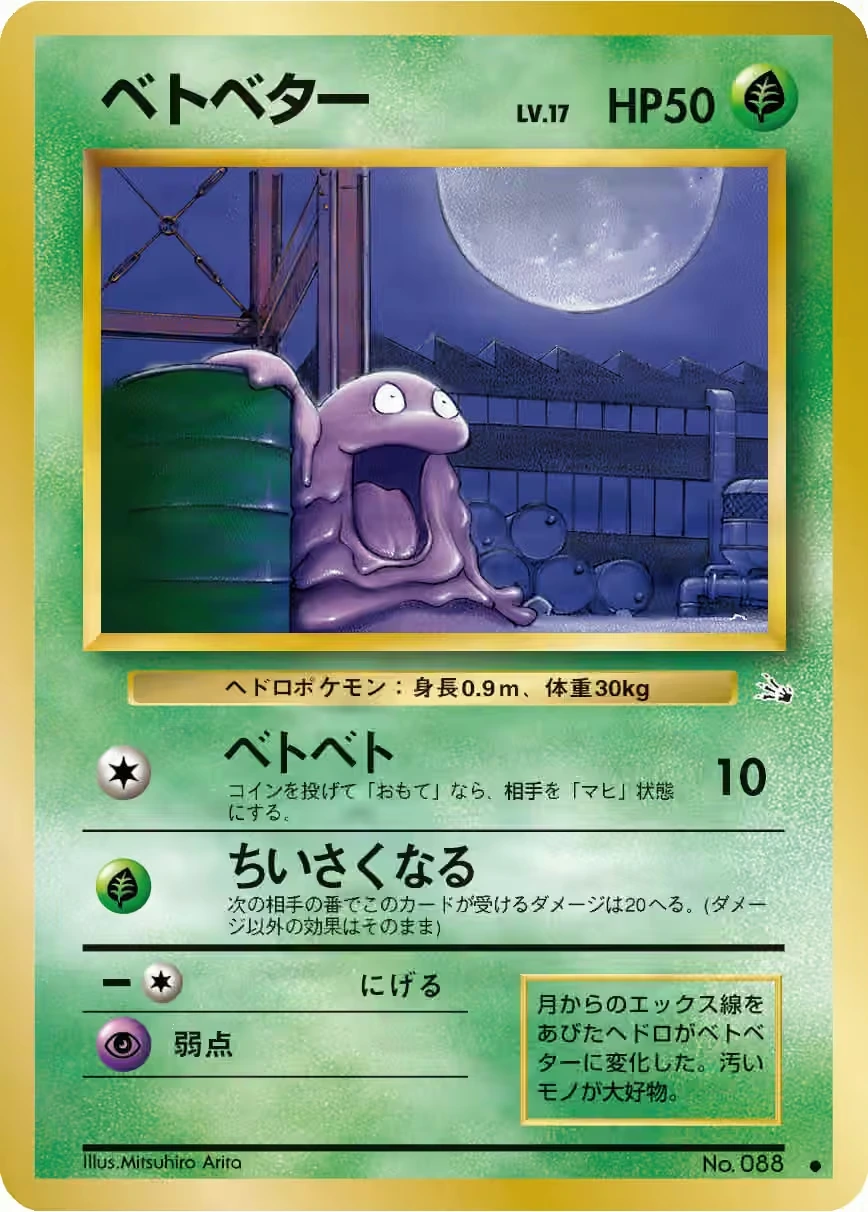 ベトベター LV.17 HP50
ヘドロポケモン：身長0.9m、体重30kg
ベトベト 10
コインを投げて「おもて」なら、相手を「マヒ」状態
にする。
ちいさくなる
次の相手の番でこのカードが受けるダメージは20へる。(ダメー
ジ以外の効果はそのまま)
にげる
弱点
月からのエックス線を
あびたヘドロがベトベ
ターに変化した。汚い
モノが大好物。
Illus.Mitsuhiro Arita No. 088